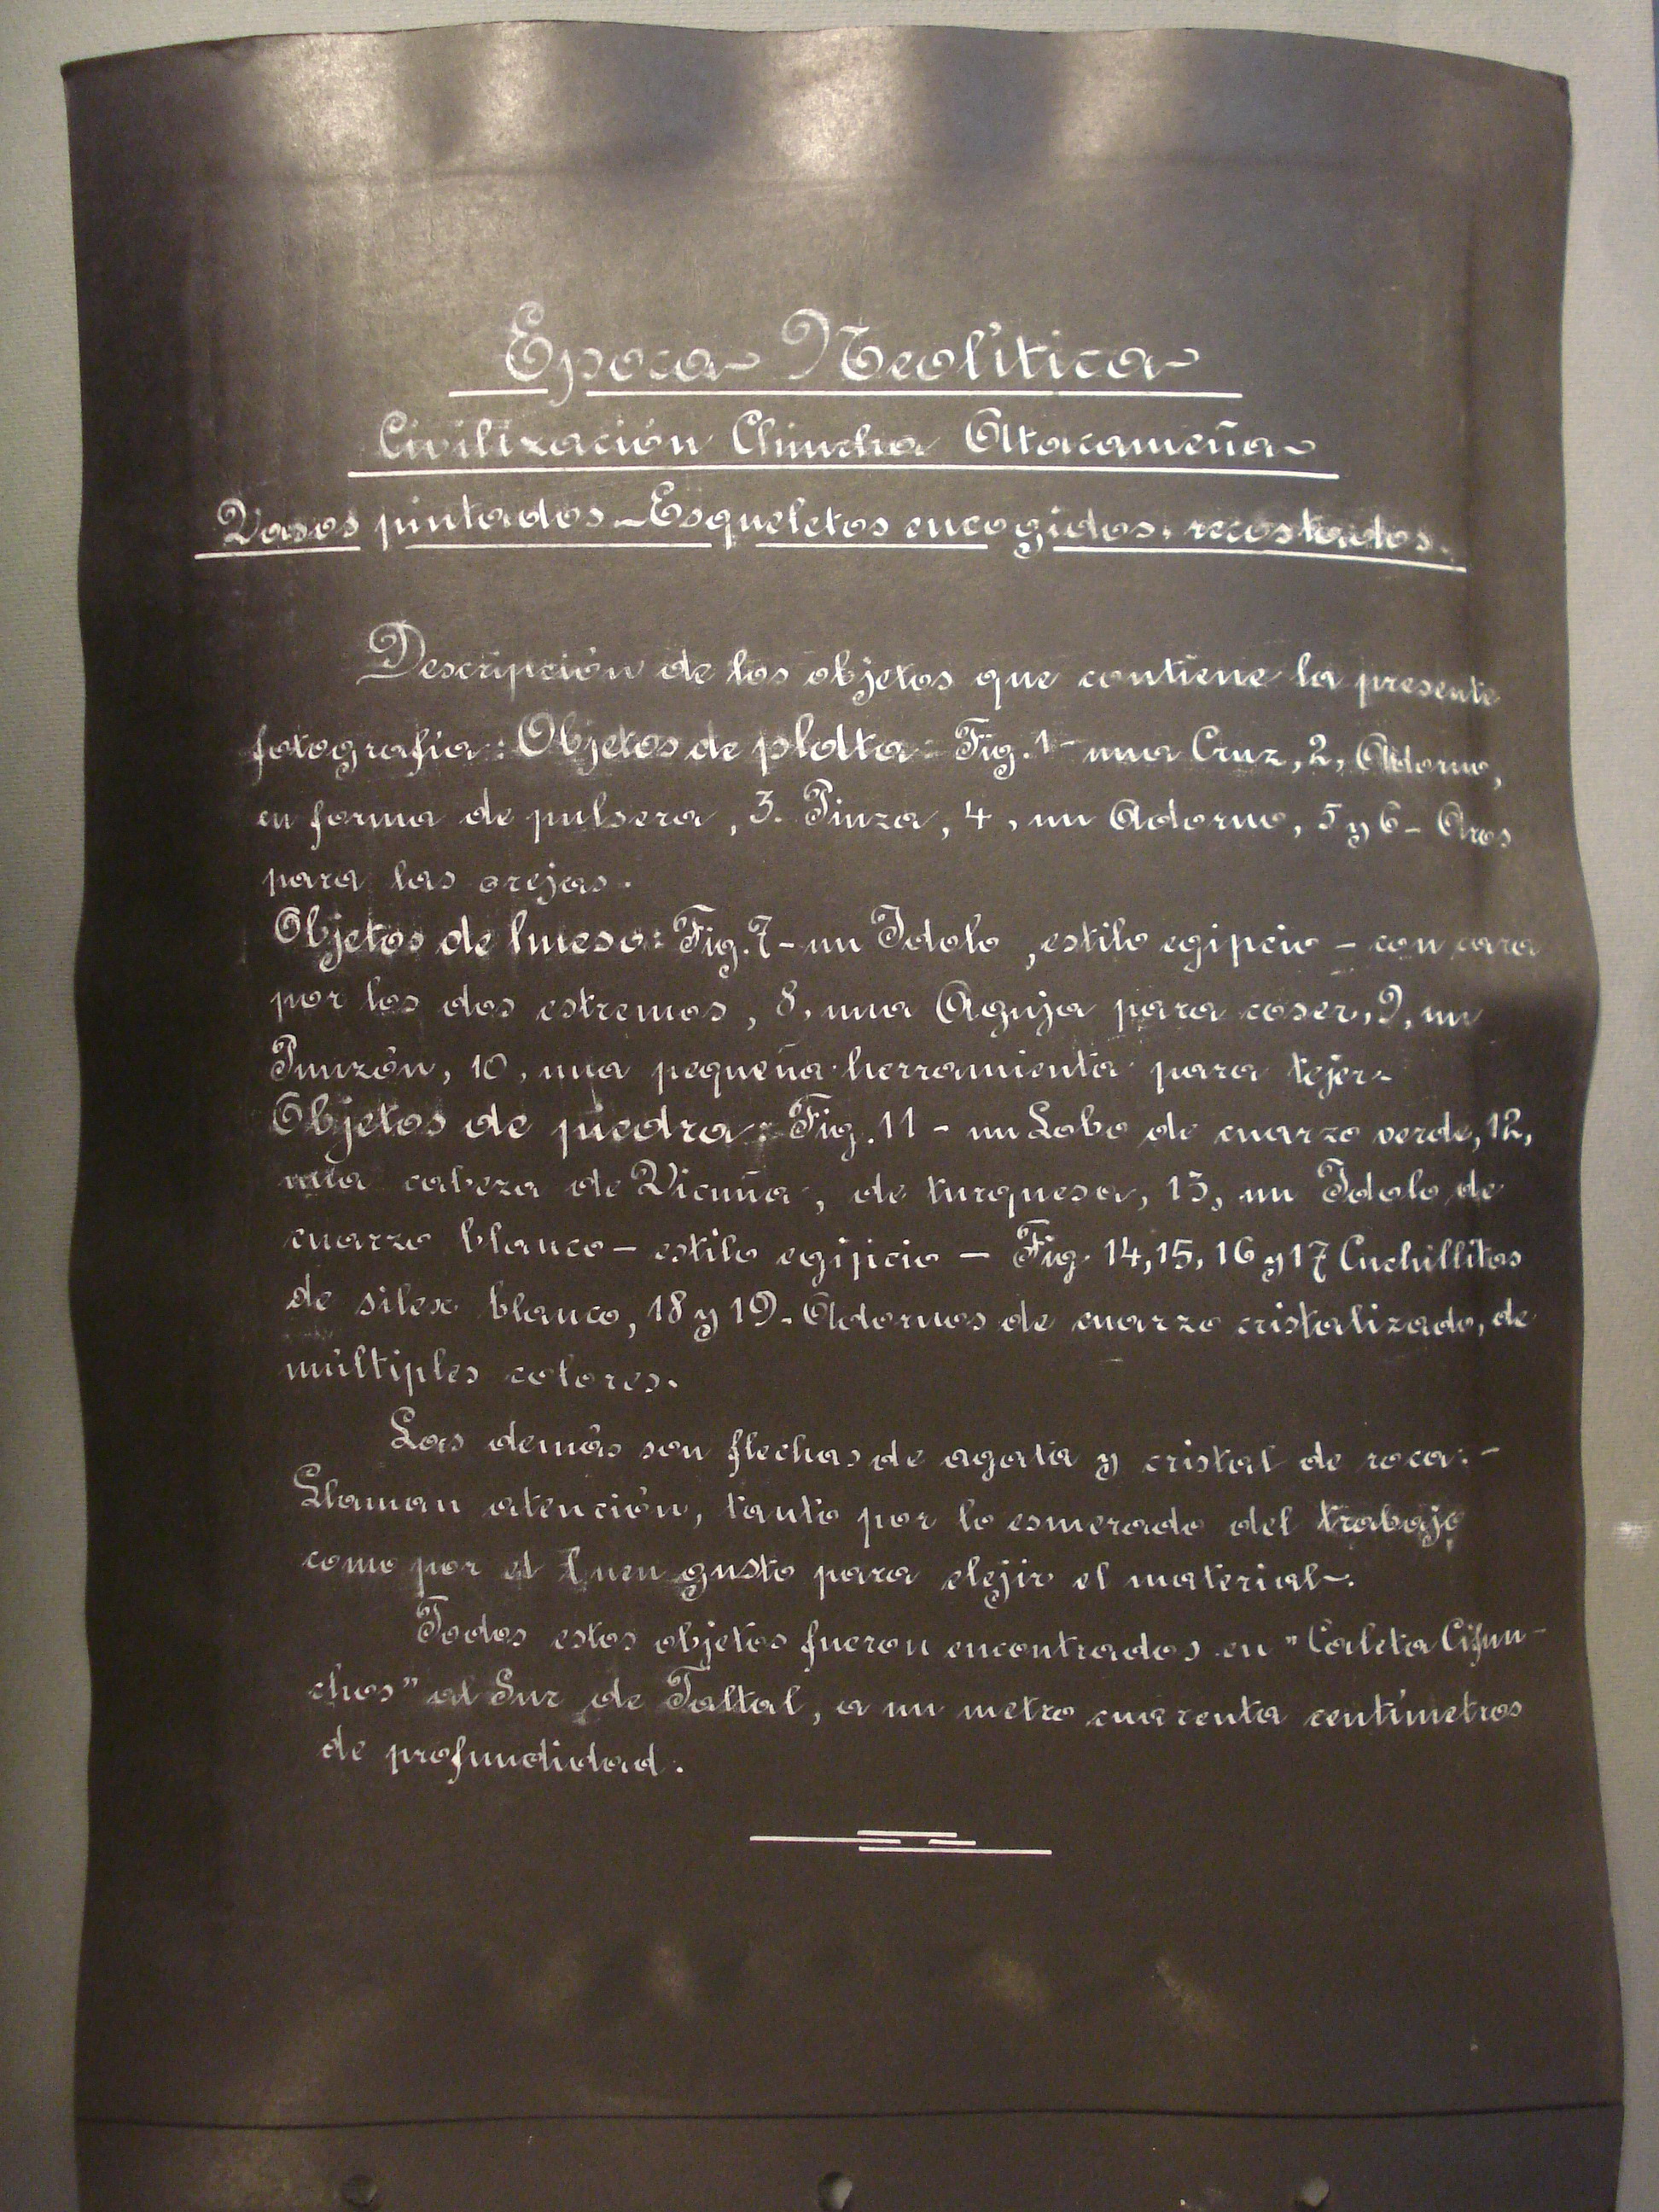 Epoca Neolítica
Civilización Chincha Atacameña
Vasos pintados - Esqueletos encogidos, recostados.
Descripción de los objetos que contiene la presente
fotografía: Objetos de platta - Fig. 1 - una Cruz, 2, Adorno,
en forma de pulsera, 3. Pinza, 4, un Adorno, 5 y 6 - Aros
para las orejas.
Objetos de hueso: Fig. 7 - un Idolo, estilo egipcio - con cara
por los dos estremos, 8, una Aguja para coser, 9, un
Punzón, 10, una pequeña herramienta para tejer -
Objetos de piedra: Fig. 11 - un Lobo de cuarzo verde, 12,
una cabeza de Vicuña, de turquesa, 13, un Idolo de
cuarzo blanco - estilo egipcio - Fig. 14, 15, 16 y 17 Cuchillitos
de silex blanco, 18 y 19 - Adornos de cuarzo cristalizado, de
múltiples colores.
Las demás son flechas de agata y cristal de roca. -
Llaman atención, tanto por lo esmerado del trabajo,
como por el buen gusto para elejir el material.
Todos estos objetos fueron encontrados en "Caleta Cifun-
chos" al Sur de Taltal, a un metro cuarenta centímetros
de profundidad.